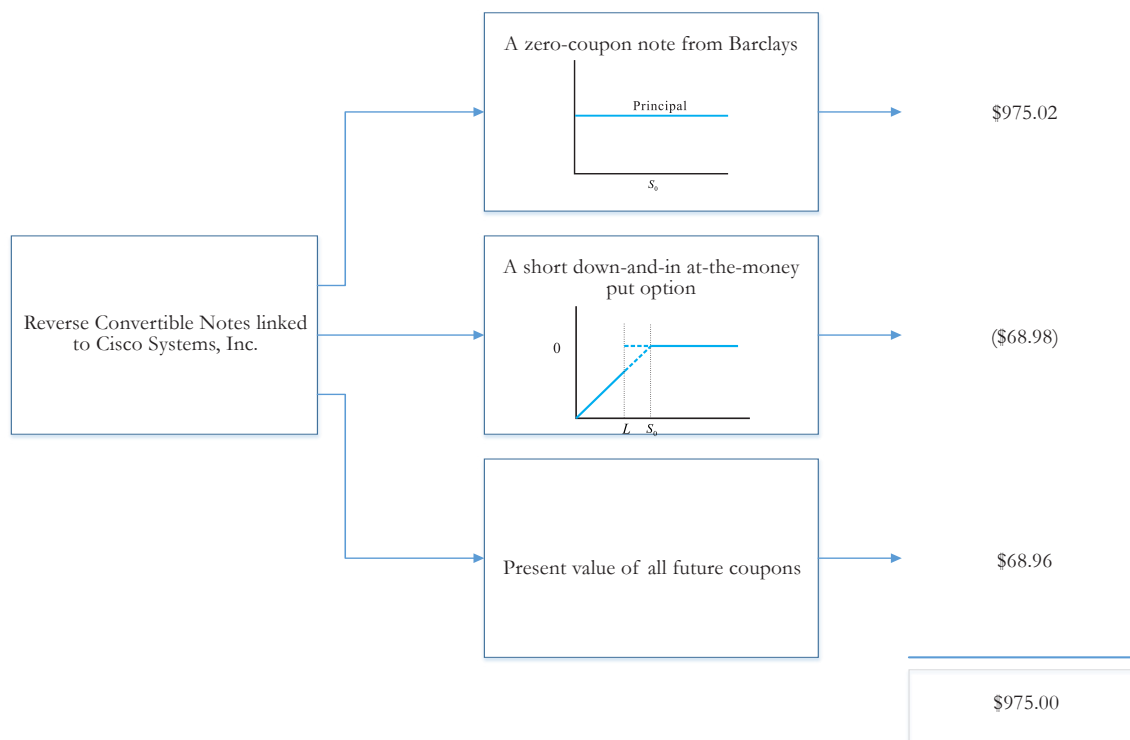 A zero-coupon note from Barclays
Principal
S₀
$975.02
Reverse Convertible Notes linked
to Cisco Systems, Inc.
A short down-and-in at-the-money
put option
0
L S₀
($68.98)
Present value of all future coupons
$68.96
$975.00